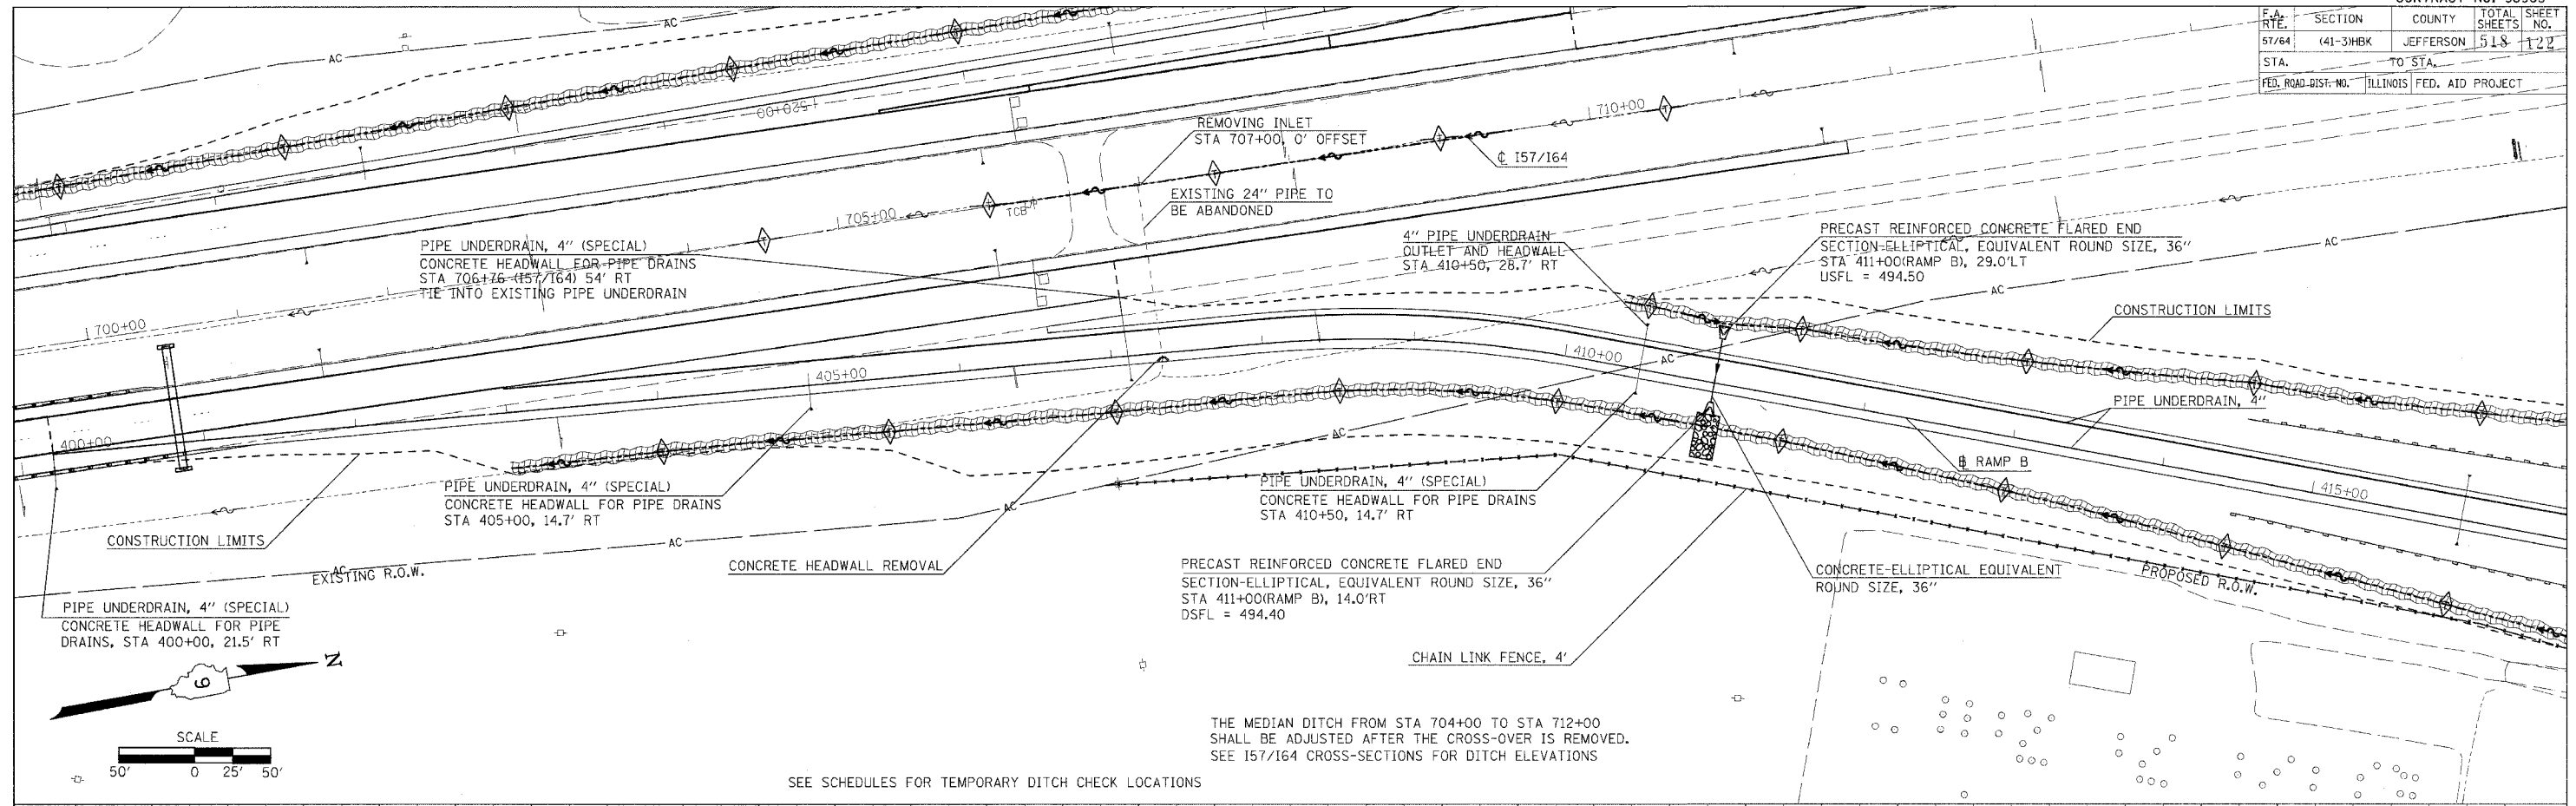 F.A. RTE. SECTION COUNTY TOTAL SHEETS SHEET NO.
57/64 (41-3)HBK JEFFERSON 518 122
STA. TO STA.
FED. ROAD DIST. NO. ILLINOIS FED. AID PROJECT
AC
AC
1520+00
REMOVING INLET
STA 707+00, 0' OFFSET
710+00
℄ I57/I64
EXISTING 24" PIPE TO
BE ABANDONED
TCB
705+00
700+00
PIPE UNDERDRAIN, 4" (SPECIAL)
CONCRETE HEADWALL FOR PIPE DRAINS
STA 706+76 (I57/I64) 54' RT
TIE INTO EXISTING PIPE UNDERDRAIN
4" PIPE UNDERDRAIN
OUTLET AND HEADWALL
STA 410+50, 28.7' RT
PRECAST REINFORCED CONCRETE FLARED END
SECTION-ELLIPTICAL, EQUIVALENT ROUND SIZE, 36"
STA 411+00(RAMP B), 29.0'LT
USFL = 494.50
AC
AC
CONSTRUCTION LIMITS
AC
410+00
405+00
400+00
PIPE UNDERDRAIN, 4"
℄ RAMP B
415+00
AC
PIPE UNDERDRAIN, 4" (SPECIAL)
CONCRETE HEADWALL FOR PIPE DRAINS
STA 405+00, 14.7' RT
PIPE UNDERDRAIN, 4" (SPECIAL)
CONCRETE HEADWALL FOR PIPE DRAINS
STA 410+50, 14.7' RT
AC
CONSTRUCTION LIMITS
AC
AC
EXISTING R.O.W.
CONCRETE HEADWALL REMOVAL
PRECAST REINFORCED CONCRETE FLARED END
SECTION-ELLIPTICAL, EQUIVALENT ROUND SIZE, 36"
STA 411+00(RAMP B), 14.0'RT
DSFL = 494.40
CONCRETE-ELLIPTICAL EQUIVALENT
ROUND SIZE, 36"
PROPOSED R.O.W.
PIPE UNDERDRAIN, 4" (SPECIAL)
CONCRETE HEADWALL FOR PIPE
DRAINS, STA 400+00, 21.5' RT
CHAIN LINK FENCE, 4'
N
9
SCALE
50' 0 25' 50'
THE MEDIAN DITCH FROM STA 704+00 TO STA 712+00
SHALL BE ADJUSTED AFTER THE CROSS-OVER IS REMOVED.
SEE I57/I64 CROSS-SECTIONS FOR DITCH ELEVATIONS
SEE SCHEDULES FOR TEMPORARY DITCH CHECK LOCATIONS